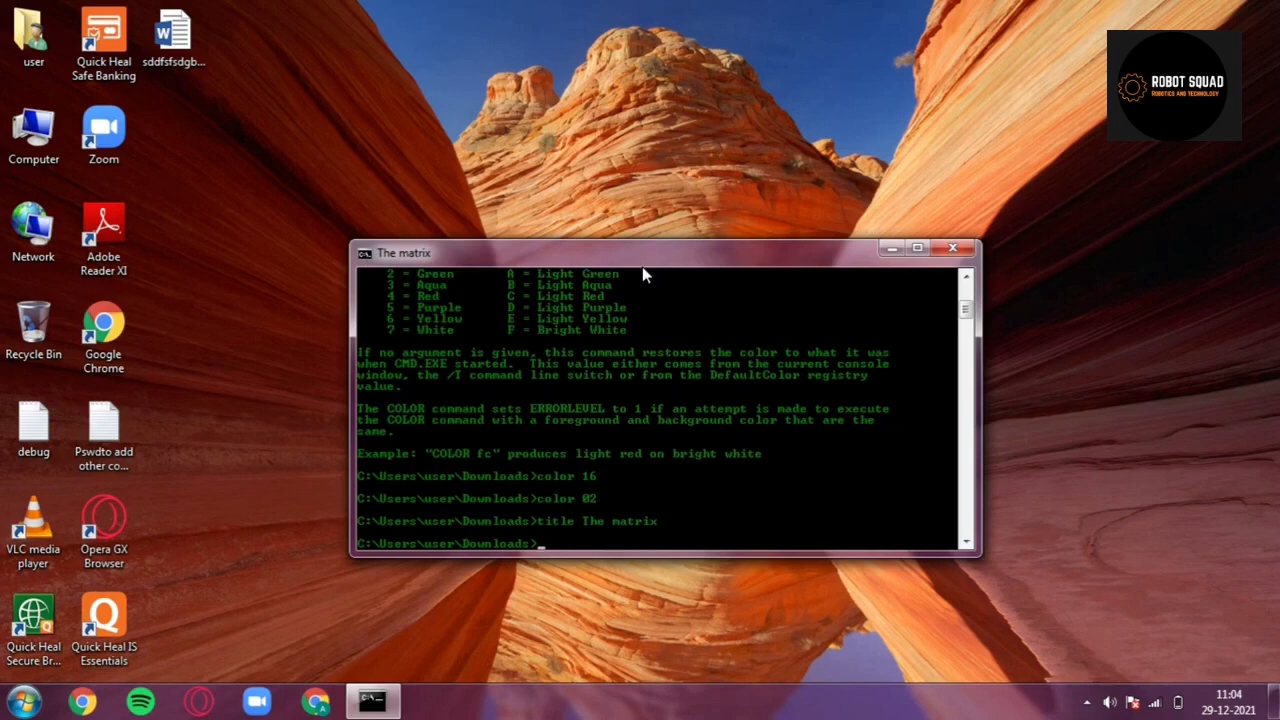 user
Quick Heal
Safe Banking
sddfsfsdgb...
Computer
Zoom
Network
Adobe
Reader XI
Recycle Bin
Google
Chrome
debug
Pswdto add
other co...
VLC media
player
Opera GX
Browser
Quick Heal
Secure Br...
Quick Heal IS
Essentials
ROBOT SQUAD
ROBOTICS AND TECHNOLOGY
The matrix
2 = Green A = Light Green
3 = Aqua B = Light Aqua
4 = Red C = Light Red
5 = Purple D = Light Purple
6 = Yellow E = Light Yellow
7 = White F = Bright White
If no argument is given, this command restores the color to what it was
when CMD.EXE started. This value either comes from the current console
window, the /T command line switch or from the DefaultColor registry
value.
The COLOR command sets ERRORLEVEL to 1 if an attempt is made to execute
the COLOR command with a foreground and background color that are the
same.
Example: "COLOR fc" produces light red on bright white
C:\Users\user\Downloads>color 16
C:\Users\user\Downloads>color 02
C:\Users\user\Downloads>title The matrix
C:\Users\user\Downloads>_
11:04
29-12-2021